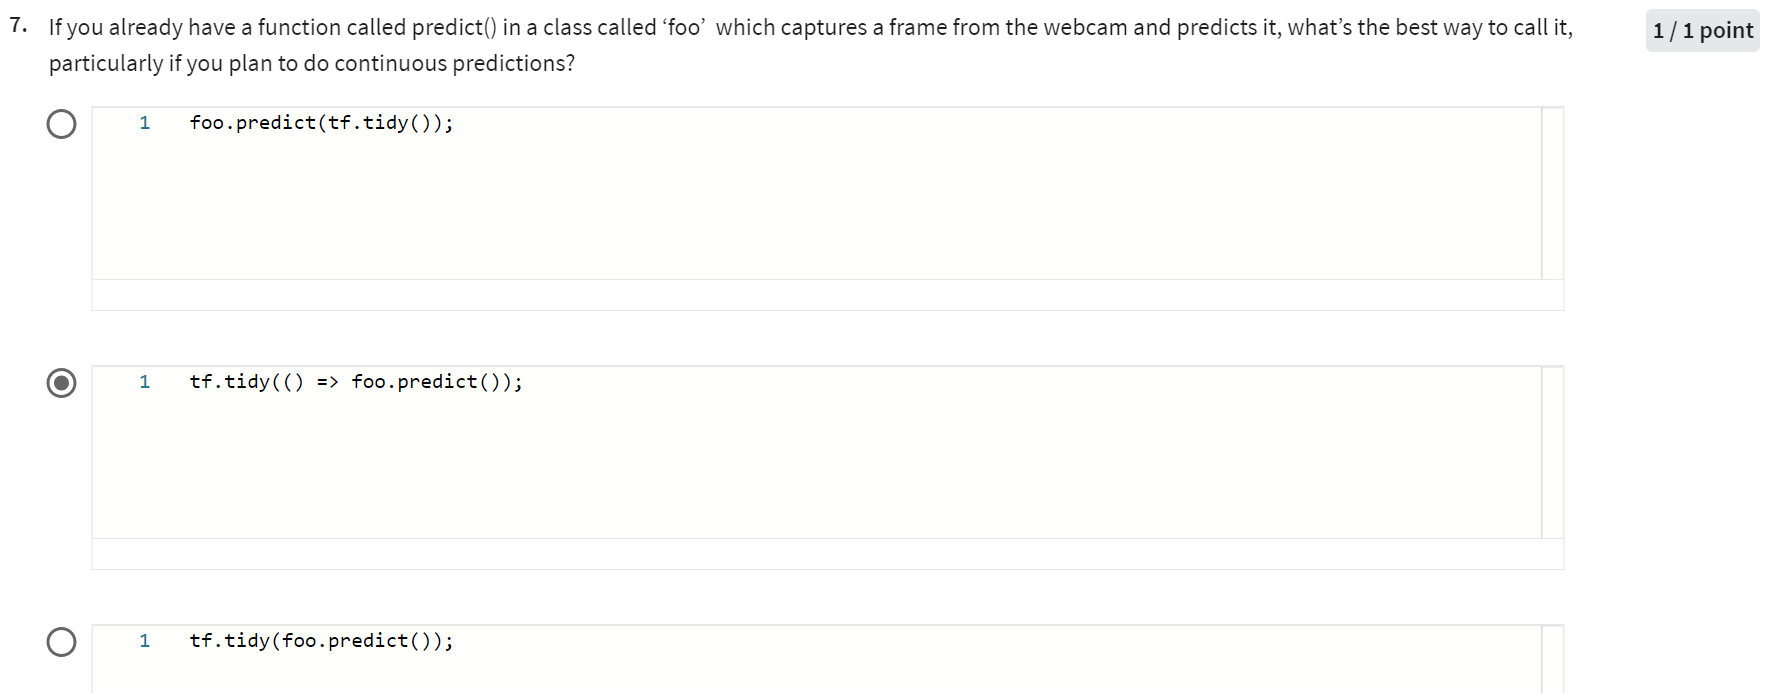 7. If you already have a function called predict() in a class called ‘foo’ which captures a frame from the webcam and predicts it, what’s the best way to call it,
particularly if you plan to do continuous predictions?
1 / 1 point
1 foo.predict(tf.tidy());
1 tf.tidy(() => foo.predict());
1 tf.tidy(foo.predict());